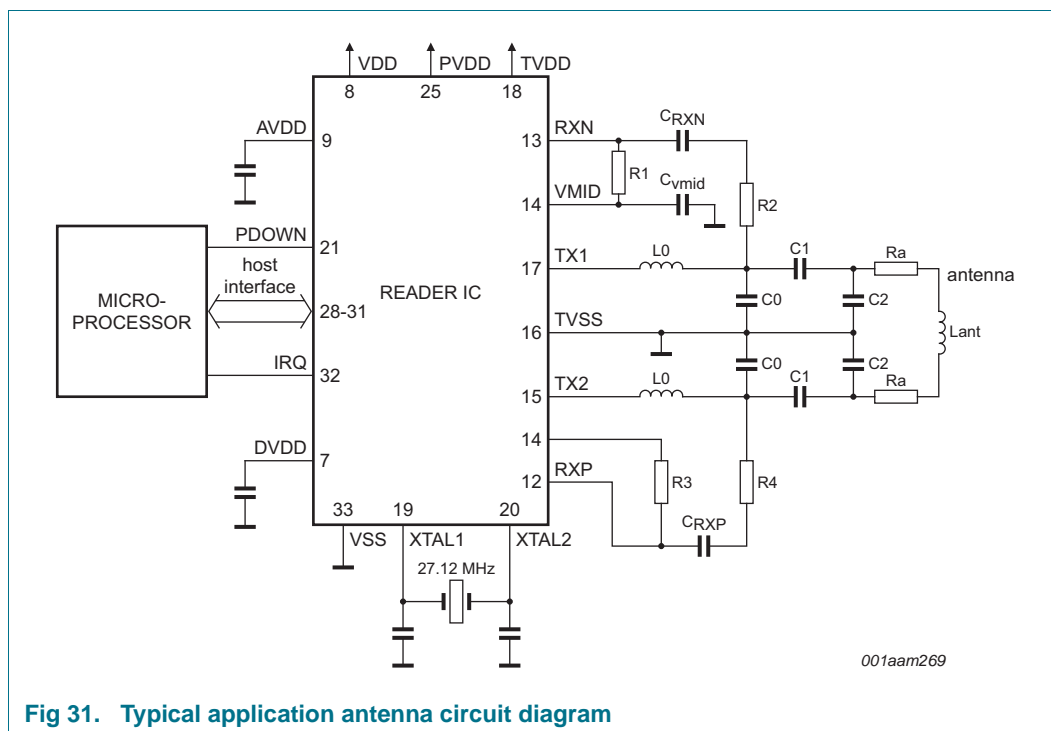 VDD PVDD TVDD
8 25 18
AVDD
9
13
RXN
CRXN
R1
VMID
14
Cvmid
R2
PDOWN
21
TX1
17
L0
C1
Ra
antenna
host
interface
28-31
READER IC
MICRO-
PROCESSOR
C0
C2
TVSS
16
Lant
IRQ
32
C0
C2
TX2
15
L0
C1
Ra
14
DVDD
7
RXP
12
R3
R4
CRXP
33 19 20
VSS XTAL1 XTAL2
27.12 MHz
001aam269
Fig 31. Typical application antenna circuit diagram